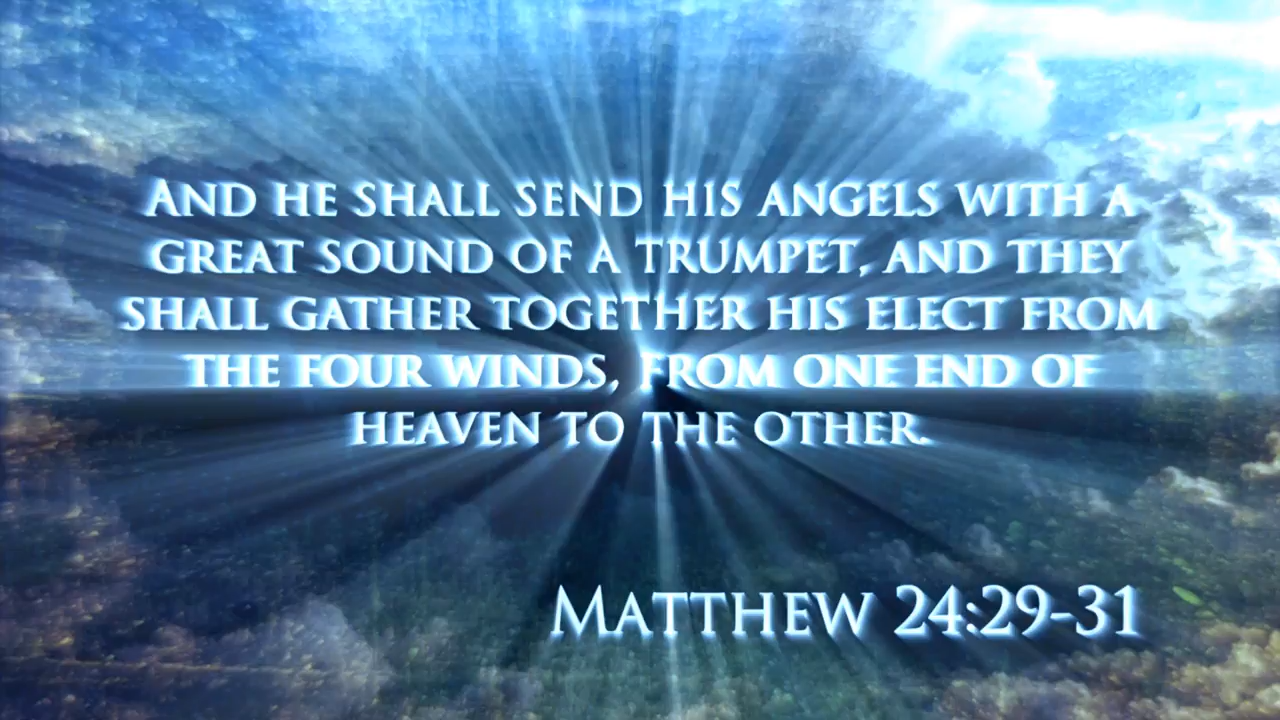 AND HE SHALL SEND HIS ANGELS WITH A
GREAT SOUND OF A TRUMPET, AND THEY
SHALL GATHER TOGETHER HIS ELECT FROM
THE FOUR WINDS, FROM ONE END OF
HEAVEN TO THE OTHER.
MATTHEW 24:29-31